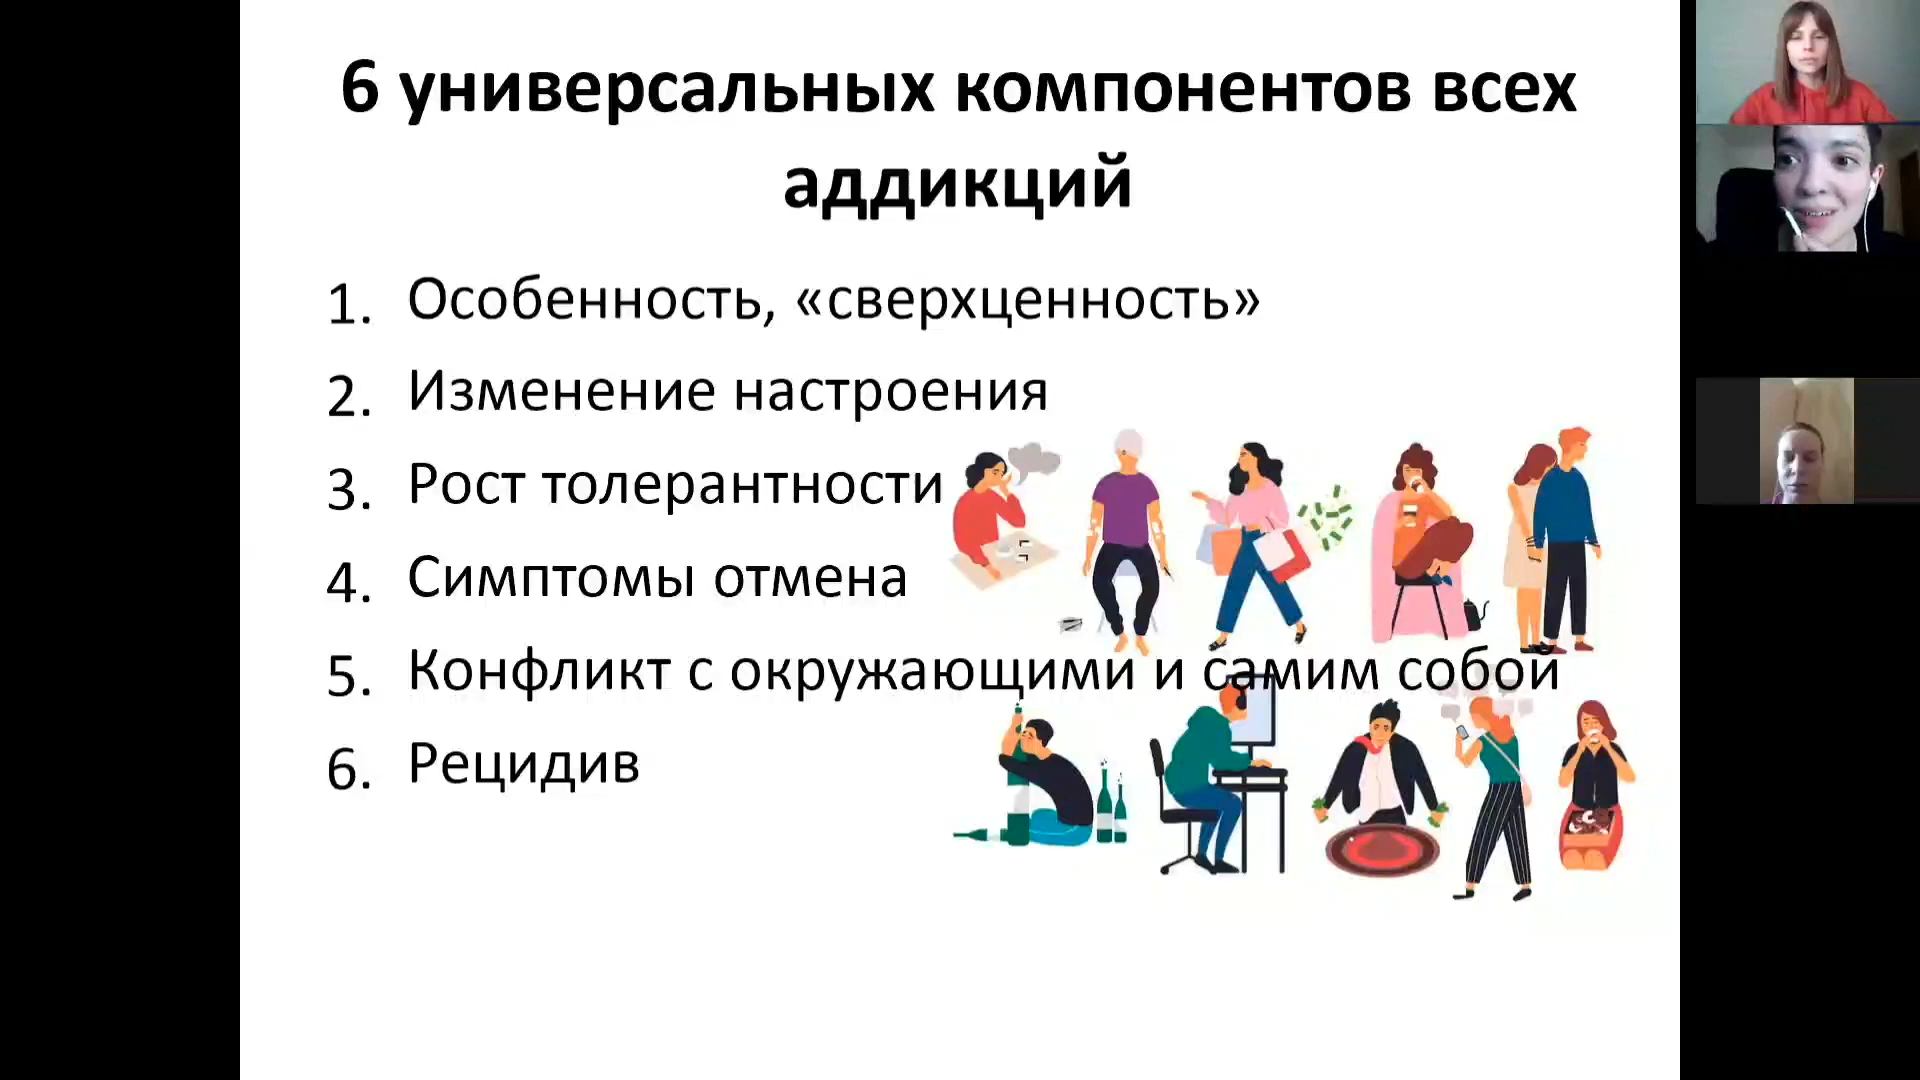 6 универсальных компонентов всех
аддикций
1. Особенность, «сверхценность»
2. Изменение настроения
3. Рост толерантности
4. Симптомы отмена
5. Конфликт с окружающими и самим собой
6. Рецидив